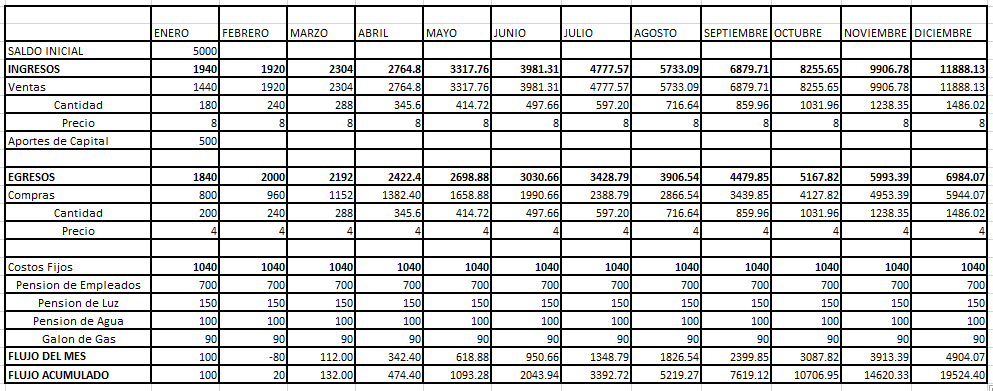 ENERO FEBRERO MARZO ABRIL MAYO JUNIO JULIO AGOSTO SEPTIEMBRE OCTUBRE NOVIEMBRE DICIEMBRE
SALDO INICIAL 5000
INGRESOS 1940 1920 2304 2764.8 3317.76 3981.31 4777.57 5733.09 6879.71 8255.65 9906.78 11888.13
Ventas 1440 1920 2304 2764.8 3317.76 3981.31 4777.57 5733.09 6879.71 8255.65 9906.78 11888.13
Cantidad 180 240 288 345.6 414.72 497.66 597.20 716.64 859.96 1031.96 1238.35 1486.02
Precio 8 8 8 8 8 8 8 8 8 8 8 8
Aportes de Capital 500
EGRESOS 1840 2000 2192 2422.4 2698.88 3030.66 3428.79 3906.54 4479.85 5167.82 5993.39 6984.07
Compras 800 960 1152 1382.40 1658.88 1990.66 2388.79 2866.54 3439.85 4127.82 4953.39 5944.07
Cantidad 200 240 288 345.6 414.72 497.66 597.20 716.64 859.96 1031.96 1238.35 1486.02
Precio 4 4 4 4 4 4 4 4 4 4 4 4
Costos Fijos 1040 1040 1040 1040 1040 1040 1040 1040 1040 1040 1040 1040
Pension de Empleados 700 700 700 700 700 700 700 700 700 700 700 700
Pension de Luz 150 150 150 150 150 150 150 150 150 150 150 150
Pension de Agua 100 100 100 100 100 100 100 100 100 100 100 100
Galon de Gas 90 90 90 90 90 90 90 90 90 90 90 90
FLUJO DEL MES 100 -80 112.00 342.40 618.88 950.66 1348.79 1826.54 2399.85 3087.82 3913.39 4904.07
FLUJO ACUMULADO 100 20 132.00 474.40 1093.28 2043.94 3392.72 5219.27 7619.12 10706.95 14620.33 19524.40